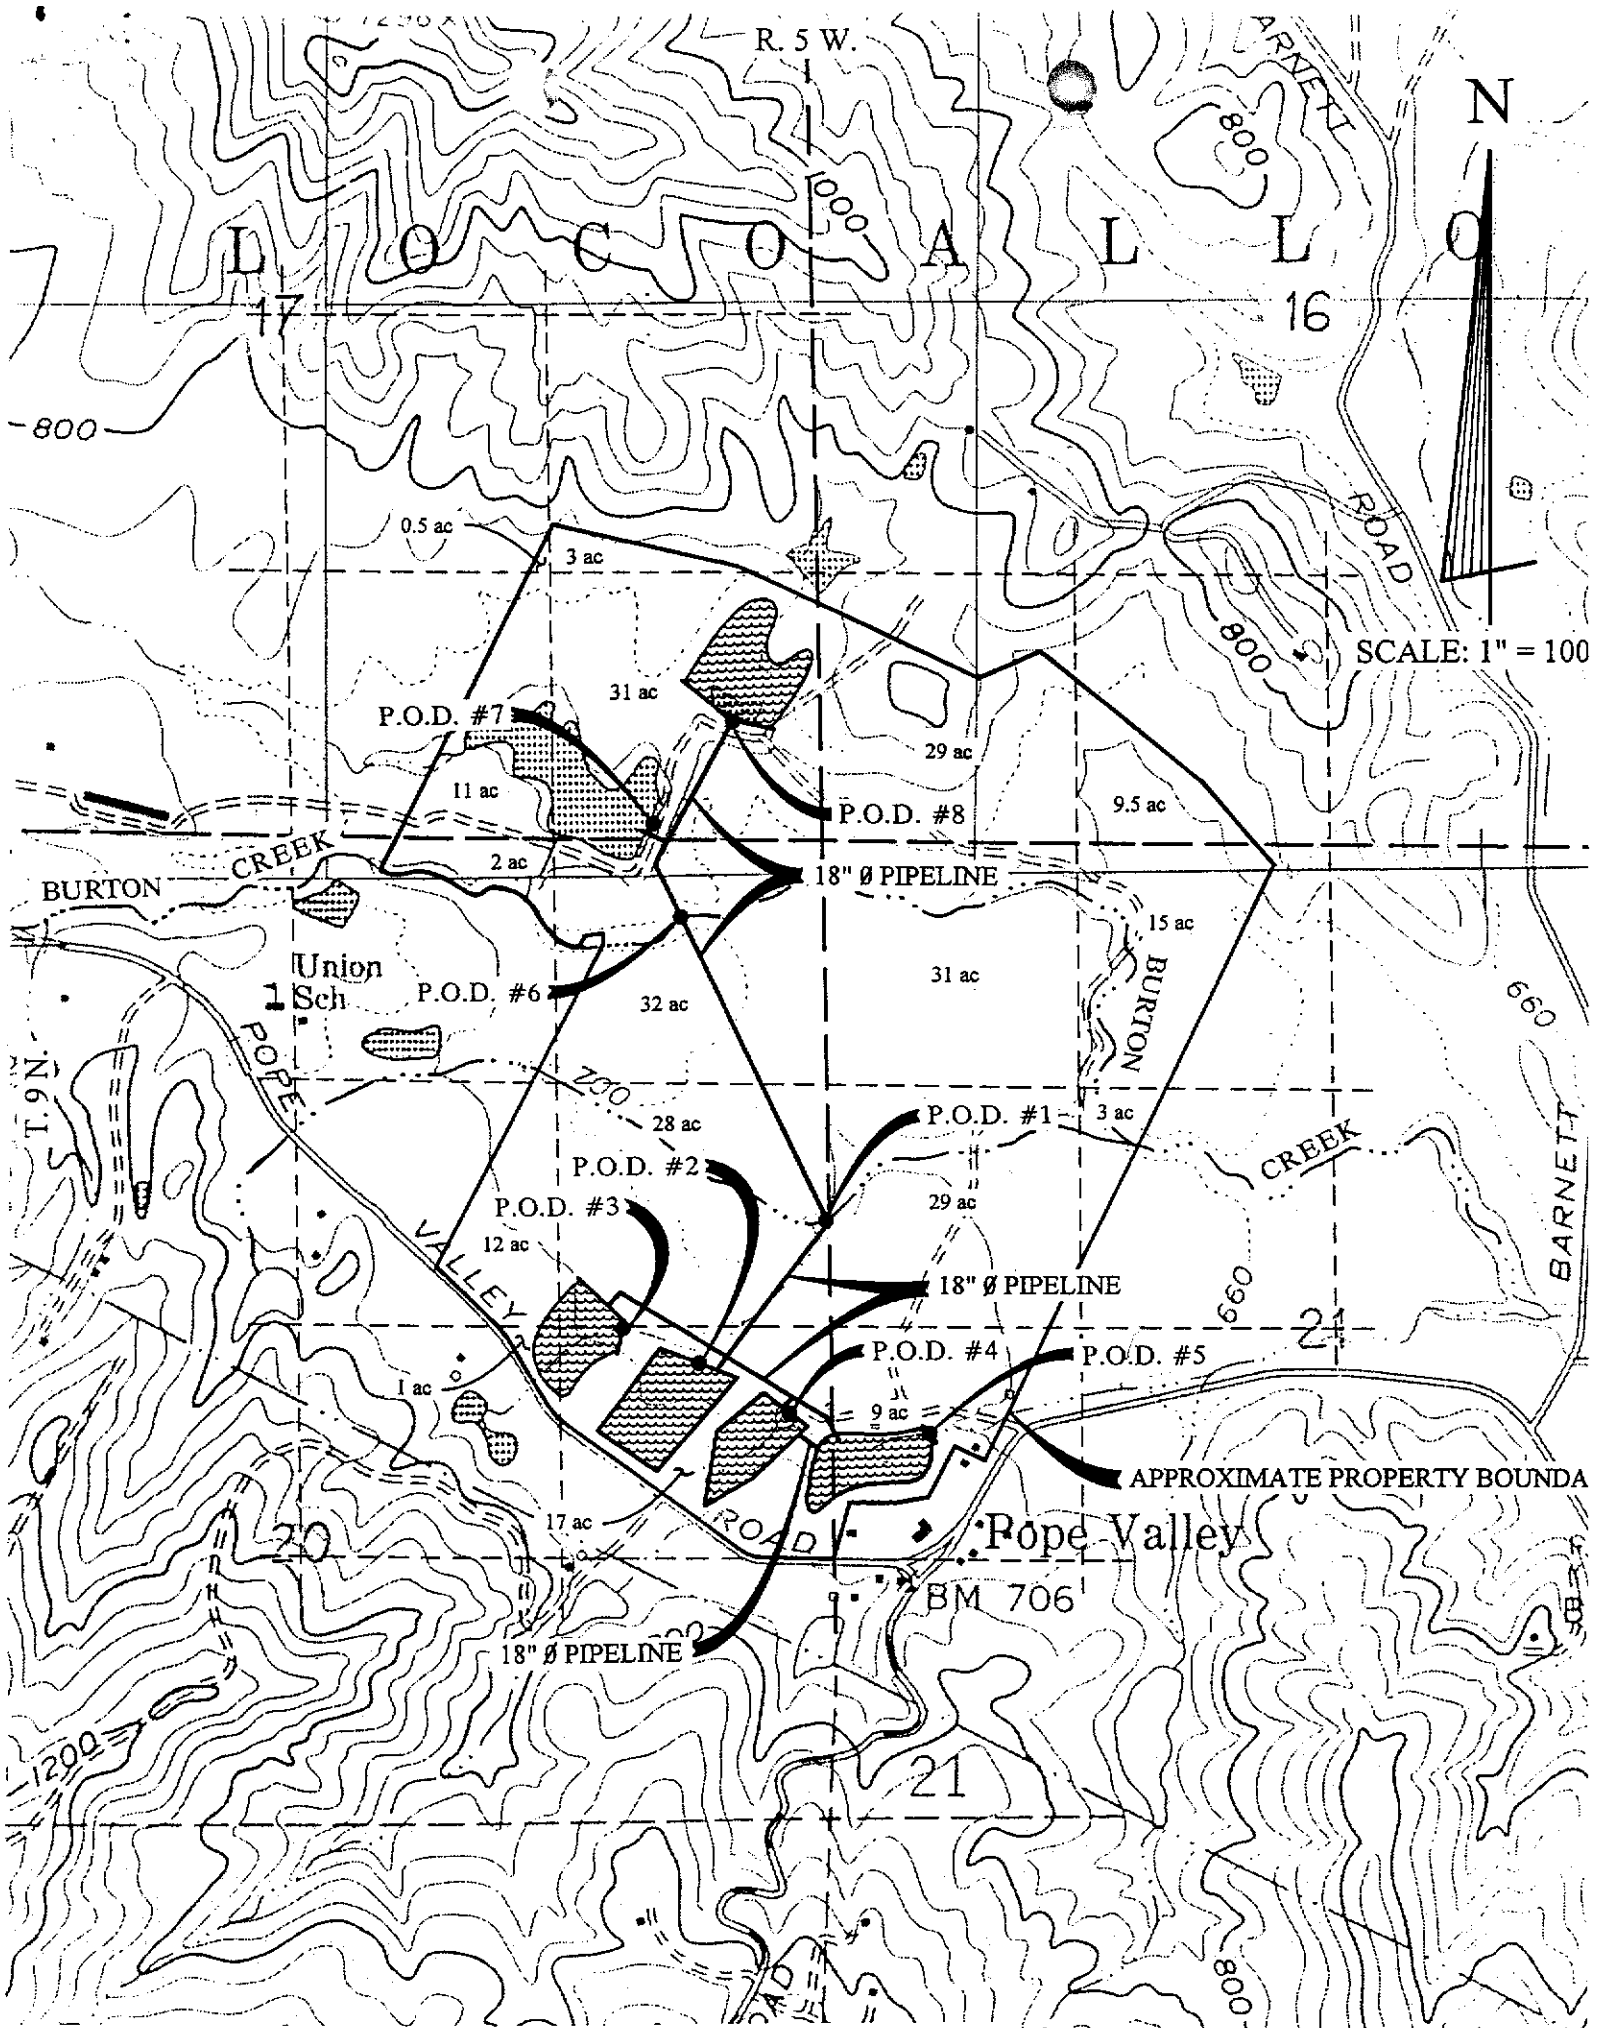 R. 5 W.
ARNETT
N
800
1000
L O C O A L L O
17
16
800
ROAD
0.5 ac
3 ac
800
SCALE: 1" = 100
31 ac
P.O.D. #7
29 ac
11 ac
9.5 ac
P.O.D. #8
2 ac
BURTON CREEK
18" Ø PIPELINE
15 ac
Union
Sch
31 ac
P.O.D. #6
32 ac
BURTON
660
POPE
T. 9 N.
700
P.O.D. #1
3 ac
28 ac
CREEK
P.O.D. #2
BARNETT
29 ac
P.O.D. #3
12 ac
VALLEY
18" Ø PIPELINE
660
21
P.O.D. #4
P.O.D. #5
1 ac
9 ac
APPROXIMATE PROPERTY BOUNDA
17 ac
ROAD
Pope Valley
20
BM 706
18" Ø PIPELINE
1200
21
800